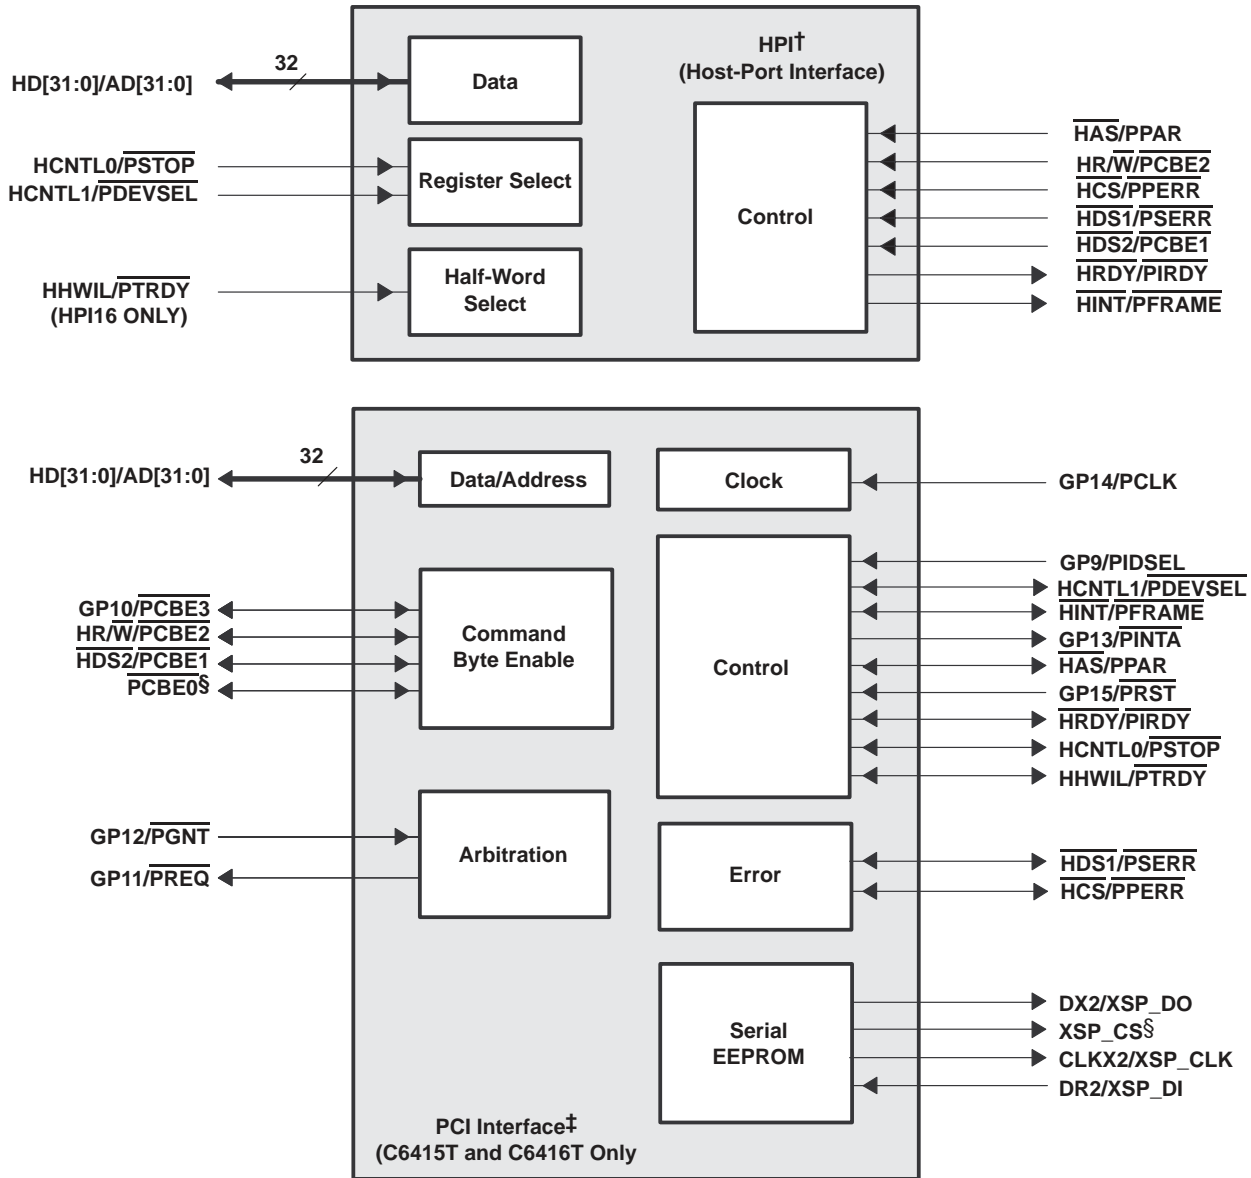 HPI†
(Host-Port Interface)
HD[31:0]/AD[31:0]
32
Data
HCNTL0/PSTOP
HCNTL1/PDEVSEL
Register Select
HHWIL/PTRDY
(HPI16 ONLY)
Half-Word
Select
Control
HAS/PPAR
HR/W/PCBE2
HCS/PPERR
HDS1/PSERR
HDS2/PCBE1
HRDY/PIRDY
HINT/PFRAME
HD[31:0]/AD[31:0]
32
Data/Address
Clock
GP14/PCLK
GP10/PCBE3
HR/W/PCBE2
HDS2/PCBE1
PCBE0§
Command
Byte Enable
Control
GP9/PIDSEL
HCNTL1/PDEVSEL
HINT/PFRAME
GP13/PINTA
HAS/PPAR
GP15/PRST
HRDY/PIRDY
HCNTL0/PSTOP
HHWIL/PTRDY
GP12/PGNT
GP11/PREQ
Arbitration
Error
HDS1/PSERR
HCS/PPERR
Serial
EEPROM
DX2/XSP_DO
XSP_CS§
CLKX2/XSP_CLK
DR2/XSP_DI
PCI Interface‡
(C6415T and C6416T Only